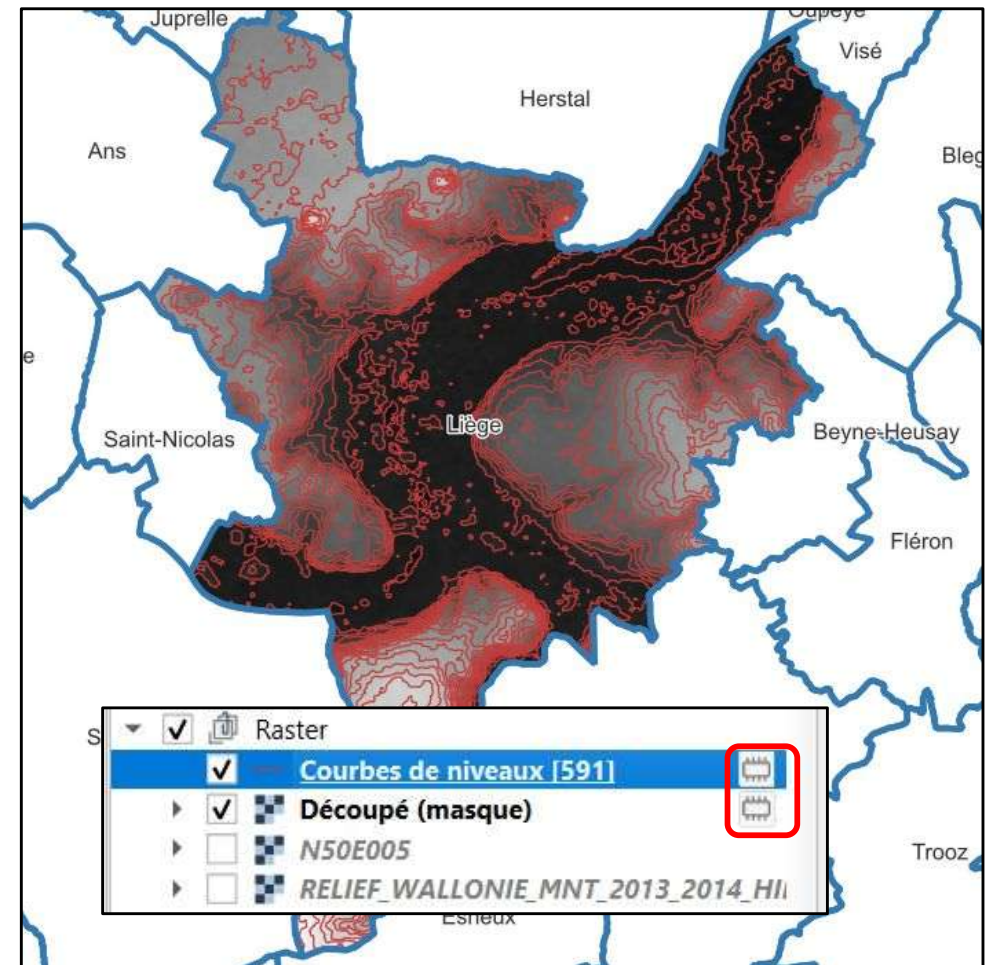 Juprelle
Oupeye
Visé
Herstal
Ans
Bleg
e
Liège
Saint-Nicolas
Beyne-Heusay
Fléron
S
Raster
Courbes de niveaux [591]
Découpé (masque)
N50E005
RELIEF_WALLONIE_MNT_2013_2014_HI
Trooz
Esneux